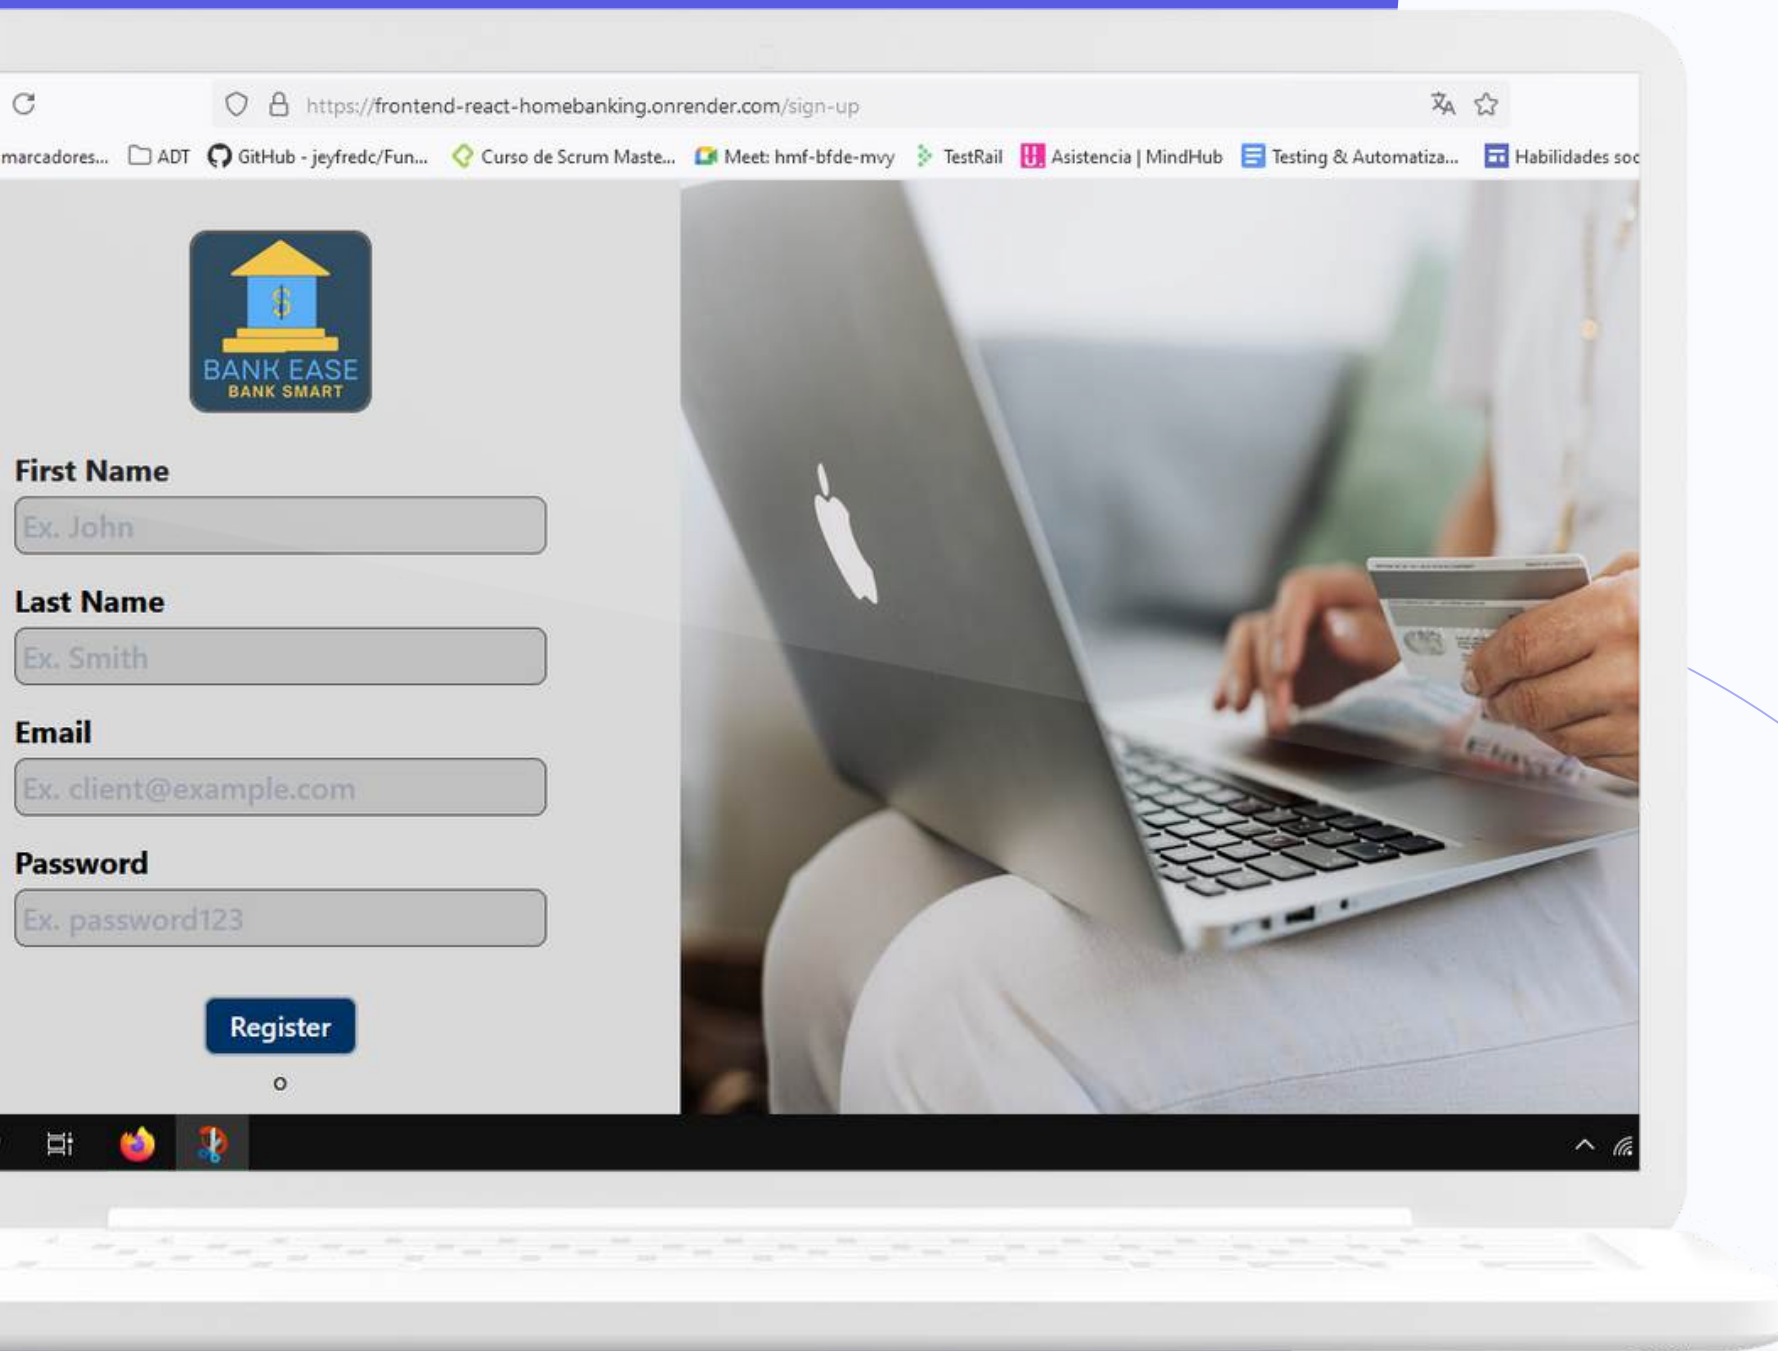 https://frontend-react-homebanking.onrender.com/sign-up
marcadores... ADT GitHub - jeyfredc/Fun... Curso de Scrum Maste... Meet: hmf-bfde-mvy TestRail Asistencia | MindHub Testing & Automatiza... Habilidades soc
$
BANK EASE
BANK SMART
First Name
Ex. John
Last Name
Ex. Smith
Email
Ex. client@example.com
Password
Ex. password123
Register
o